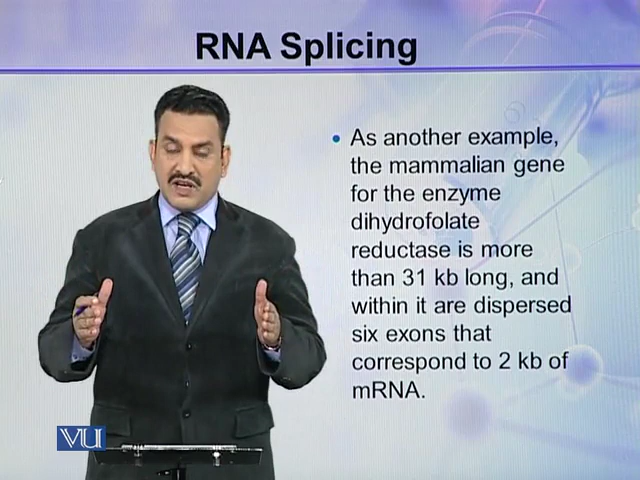 RNA Splicing
As another example,
the mammalian gene
for the enzyme
dihydrofolate
reductase is more
than 31 kb long, and
within it are dispersed
six exons that
correspond to 2 kb of
mRNA.
VU